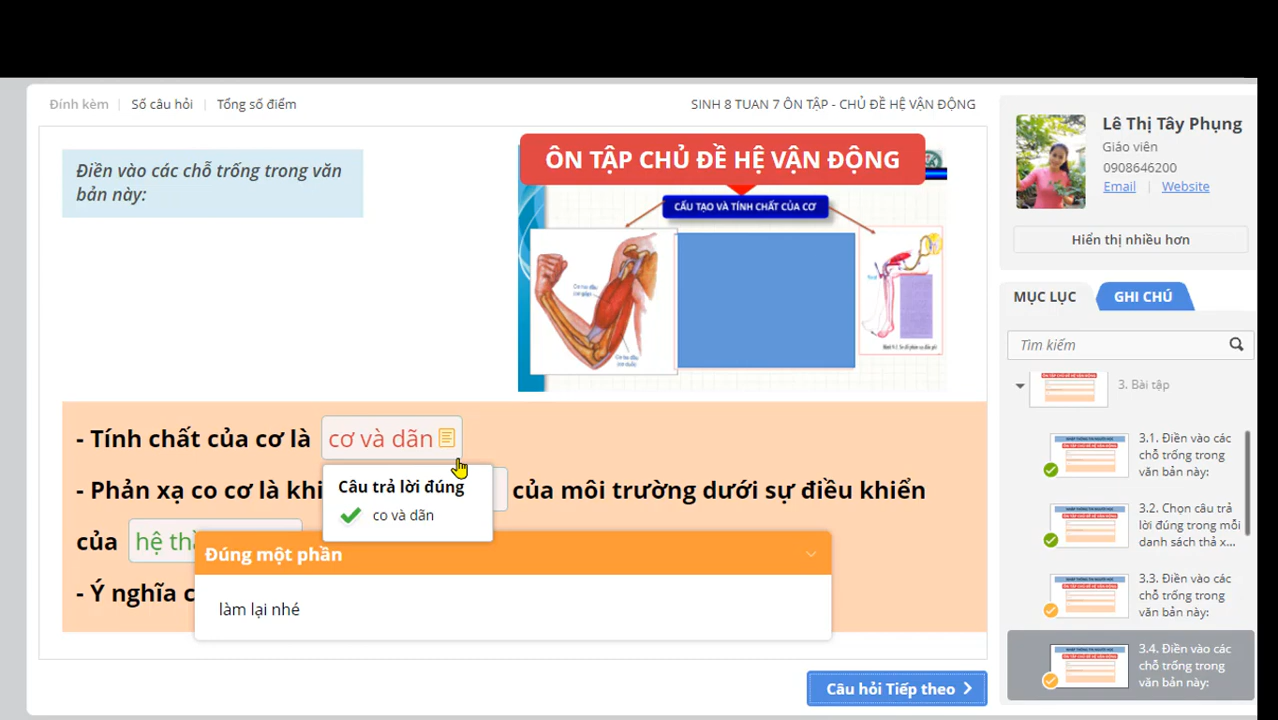 Đính kèm
Số câu hỏi
Tổng số điểm
SINH 8 TUAN 7 ÔN TẬP - CHỦ ĐỀ HỆ VẬN ĐỘNG
Điền vào các chỗ trống trong văn
bản này:
ÔN TẬP CHỦ ĐỀ HỆ VẬN ĐỘNG
CẤU TẠO VÀ TÍNH CHẤT CỦA CƠ
- Tính chất của cơ là cơ và dãn
- Phản xạ co cơ là khi
của môi trường dưới sự điều khiển
Câu trả lời đúng
co và dãn
của hệ
Đúng một phần
- Ý nghĩa
làm lại nhé
Câu hỏi Tiếp theo
Lê Thị Tây Phụng
Giáo viên
0908646200
Email
Website
Hiển thị nhiều hơn
MỤC LỤC
GHI CHÚ
Tìm kiếm
3. Bài tập
3.1. Điền vào các
chỗ trống trong
văn bản này:
3.2. Chọn câu trả
lời đúng trong mỗi
danh sách thả x...
3.3. Điền vào các
chỗ trống trong
văn bản này:
3.4. Điền vào các
chỗ trống trong
văn bản này: